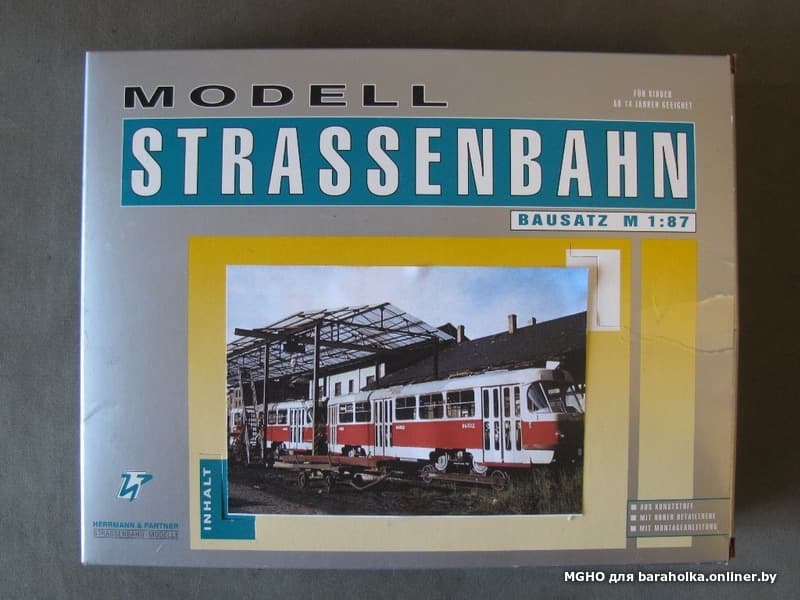 MODELL
FÜR KINDER
AB 14 JAHREN GEEIGNET
STRASSENBAHN
BAUSATZ M 1:87
INHALT
HERRMANN & PARTNER
STRASSENBAHN-MODELLE
AUS KUNSTSTOFF
MIT HOHER DETAILTREUE
MIT MONTAGEANLEITUNG
MGHO для baraholka.onliner.by